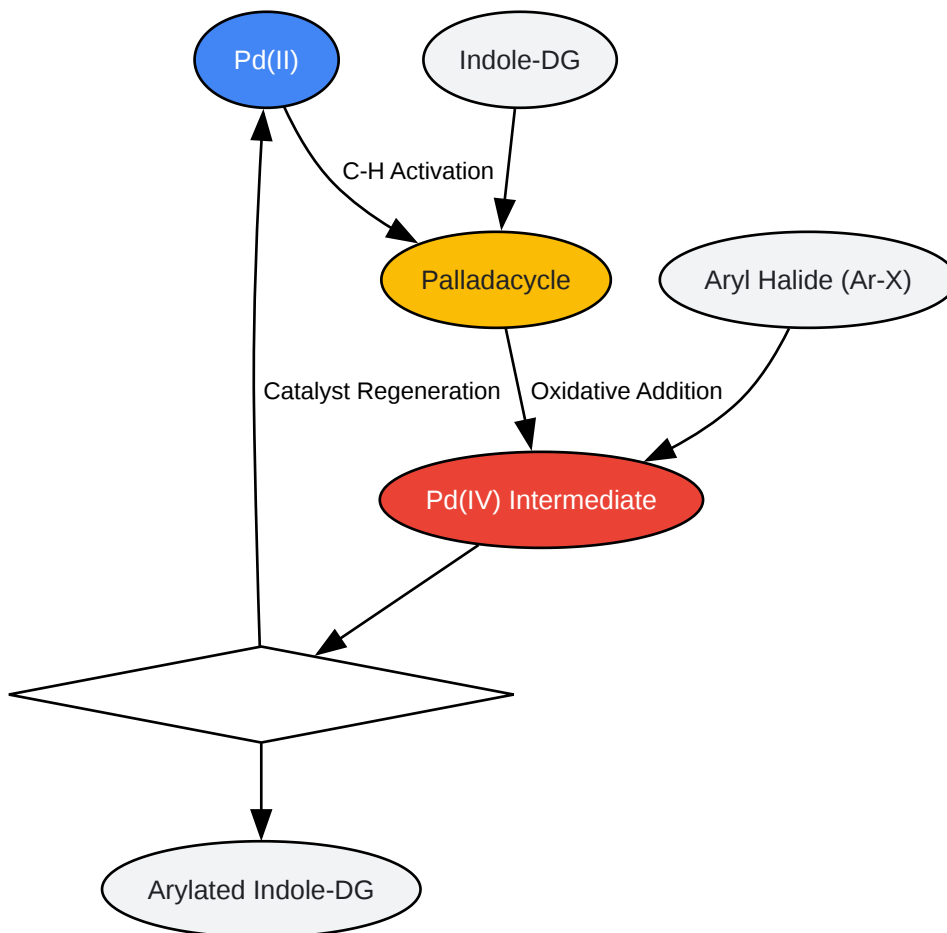 Pd(II)
Indole-DG
C-H Activation
Palladacycle
Aryl Halide (Ar-X)
Catalyst Regeneration
Oxidative Addition
Pd(IV) Intermediate
Arylated Indole-DG